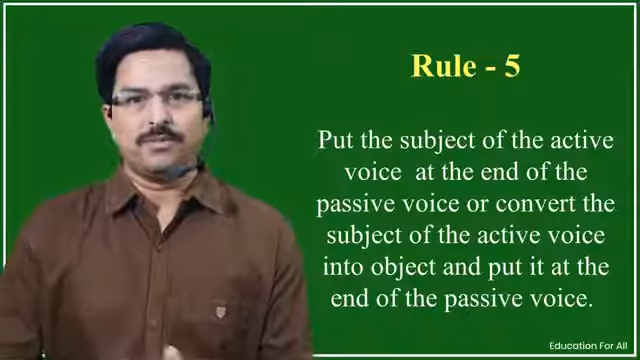 Rule - 5
Put the subject of the active
voice at the end of the
passive voice or convert the
subject of the active voice
into object and put it at the
end of the passive voice.
Education For All